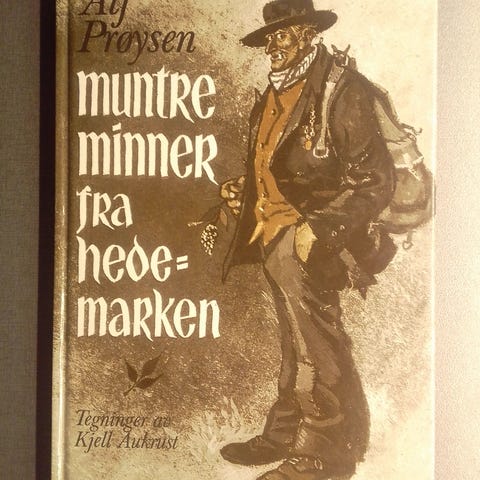 Alf
Prøysen
muntre
minner
fra
hede=
marken
Tegninger av
Kjell Aukrust